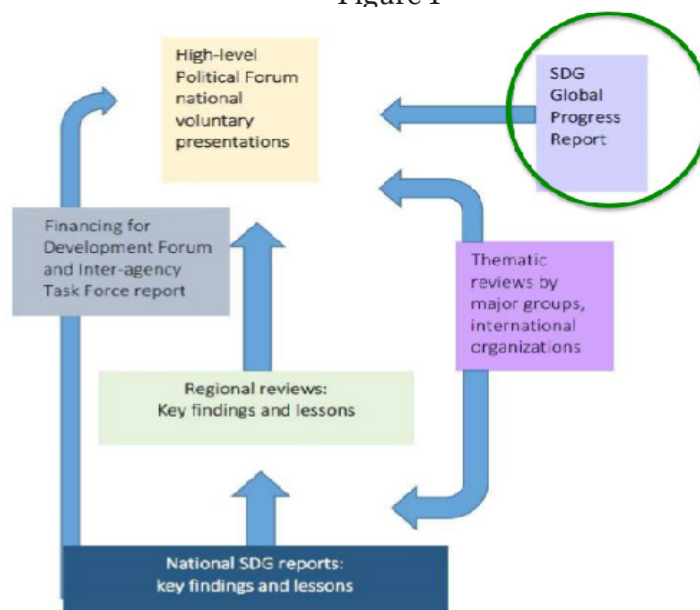 Figure 1
High-level
Political Forum
national
voluntary
presentations
SDG
Global
Progress
Report
Financing for
Development Forum
and Inter-agency
Task Force report
Thematic
reviews by
major groups,
international
organizations
Regional reviews:
Key findings and lessons
National SDG reports:
key findings and lessons